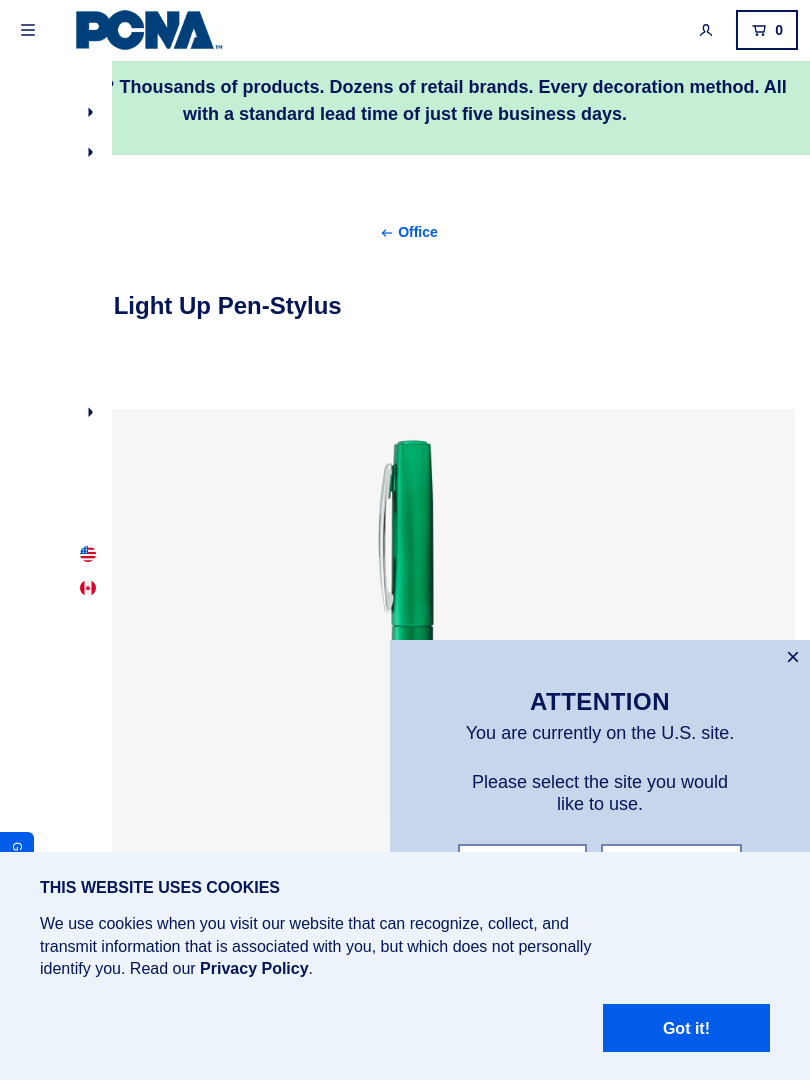 PCNA™
0
? Thousands of products. Dozens of retail brands. Every decoration method. All
with a standard lead time of just five business days.
← Office
Light Up Pen-Stylus
ATTENTION
You are currently on the U.S. site.
Please select the site you would
like to use.
G
THIS WEBSITE USES COOKIES
We use cookies when you visit our website that can recognize, collect, and
transmit information that is associated with you, but which does not personally
identify you. Read our Privacy Policy.
Got it!